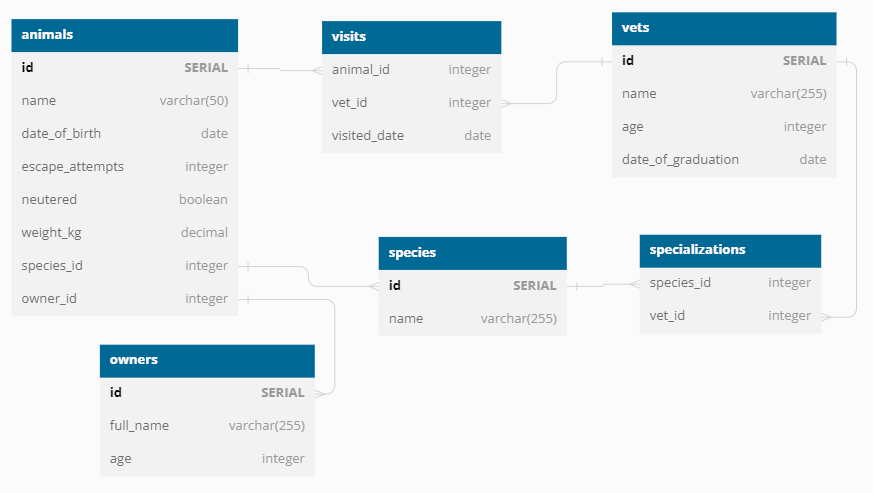 animals
id SERIAL
name varchar(50)
date_of_birth date
escape_attempts integer
neutered boolean
weight_kg decimal
species_id integer
owner_id integer
visits
animal_id integer
vet_id integer
visited_date date
vets
id SERIAL
name varchar(255)
age integer
date_of_graduation date
species
id SERIAL
name varchar(255)
specializations
species_id integer
vet_id integer
owners
id SERIAL
full_name varchar(255)
age integer